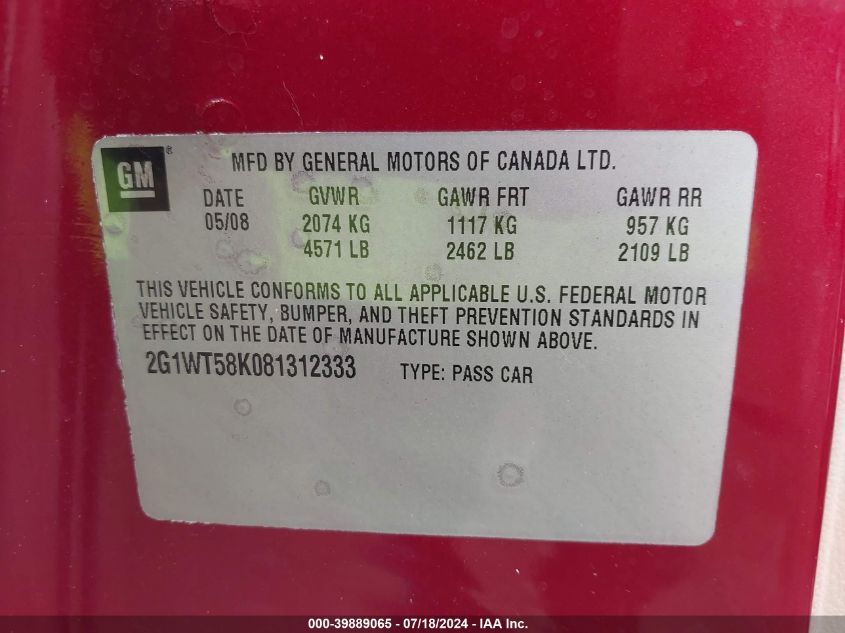 GM®
MFD BY GENERAL MOTORS OF CANADA LTD.
DATE GVWR GAWR FRT GAWR RR
05/08 2074 KG 1117 KG 957 KG
4571 LB 2462 LB 2109 LB
THIS VEHICLE CONFORMS TO ALL APPLICABLE U.S. FEDERAL MOTOR
VEHICLE SAFETY, BUMPER, AND THEFT PREVENTION STANDARDS IN
EFFECT ON THE DATE OF MANUFACTURE SHOWN ABOVE.
2G1WT58K081312333 TYPE: PASS CAR
000-39889065 - 07/18/2024 - IAA Inc.